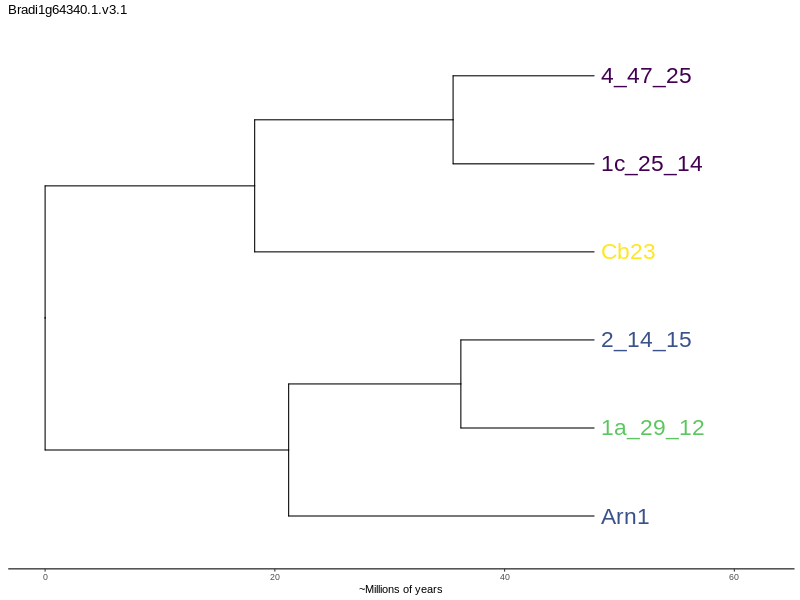 Bradi1g64340.1.v3.1
4_47_25
1c_25_14
Cb23
2_14_15
1a_29_12
Arn1
0 20 40 60
~Millions of years